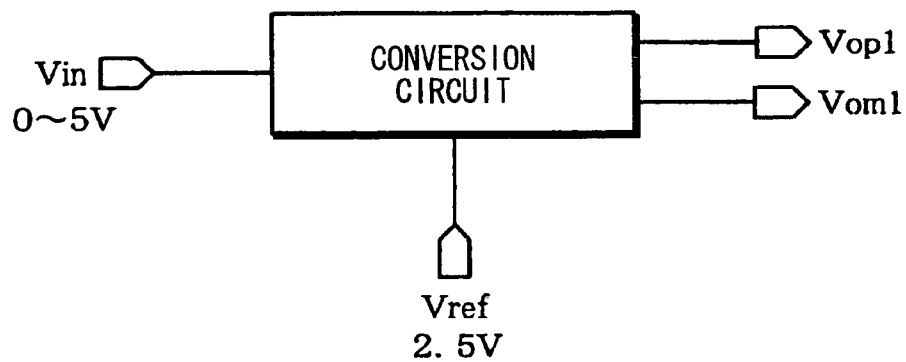 CONVERSION
CIRCUIT
Vin
0～5V
Vop1
Vom1
Vref
2. 5V